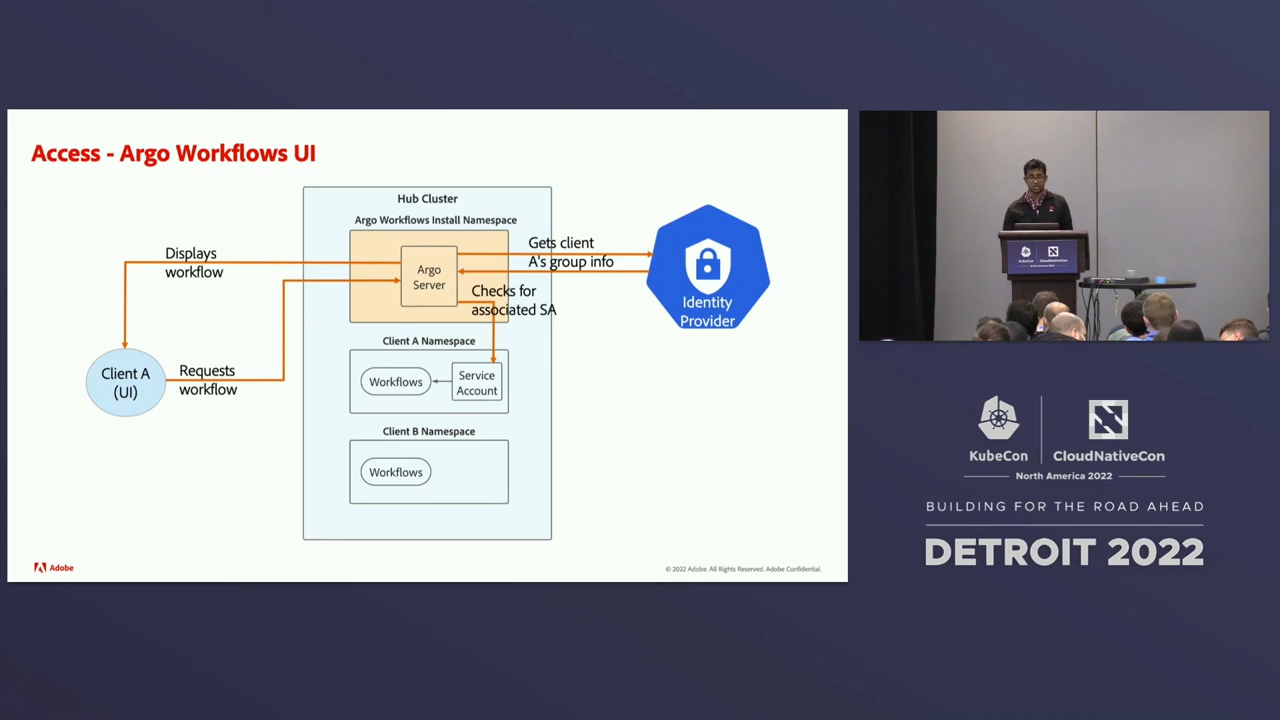 Access - Argo Workflows UI
Hub Cluster
Argo Workflows Install Namespace
Displays
workflow
Argo
Server
Gets client
A's group info
Checks for
associated SA
Identity
Provider
Client A
(UI)
Requests
workflow
Client A Namespace
Workflows
Service
Account
Client B Namespace
Workflows
Adobe
© 2022 Adobe. All Rights Reserved. Adobe Confidential.
KubeCon
CloudNativeCon
North America 2022
BUILDING FOR THE ROAD AHEAD
DETROIT 2022